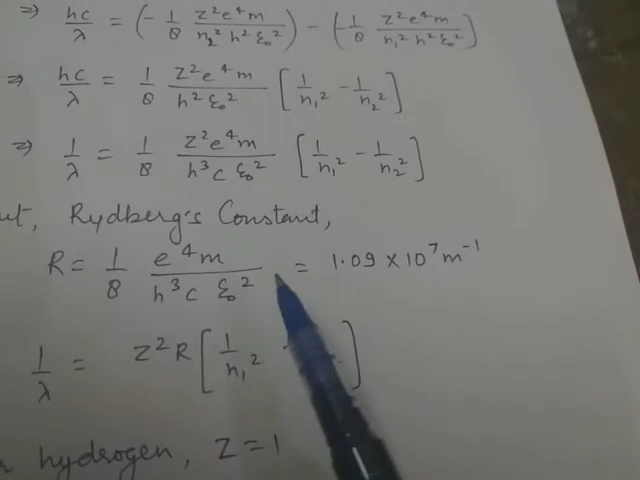 ⇒ hc/λ = (- 1/8 z²e⁴m/n₂²h²ε₀²) - (- 1/8 z²e⁴m/n₁²h²ε₀²)
⇒ hc/λ = 1/8 z²e⁴m/h²ε₀² [1/n₁² - 1/n₂²]
⇒ 1/λ = 1/8 z²e⁴m/h³cε₀² [1/n₁² - 1/n₂²]
Rydberg's Constant,
R = 1/8 e⁴m/h³cε₀² = 1.09 × 10⁷ m⁻¹
1/λ = Z²R [1/n₁² ]
hydrogen, Z = 1